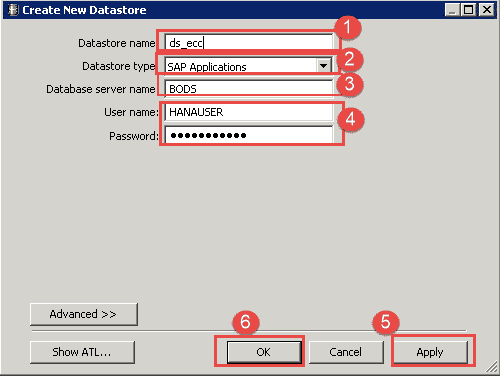 Create New Datastore
1
Datastore name ds_ecc
2
Datastore type SAP Applications
3
Database server name BODS
User name: HANAUSER
4
Password: ●●●●●●●●●●●
Advanced >>
6
5
Show ATL... OK Cancel Apply